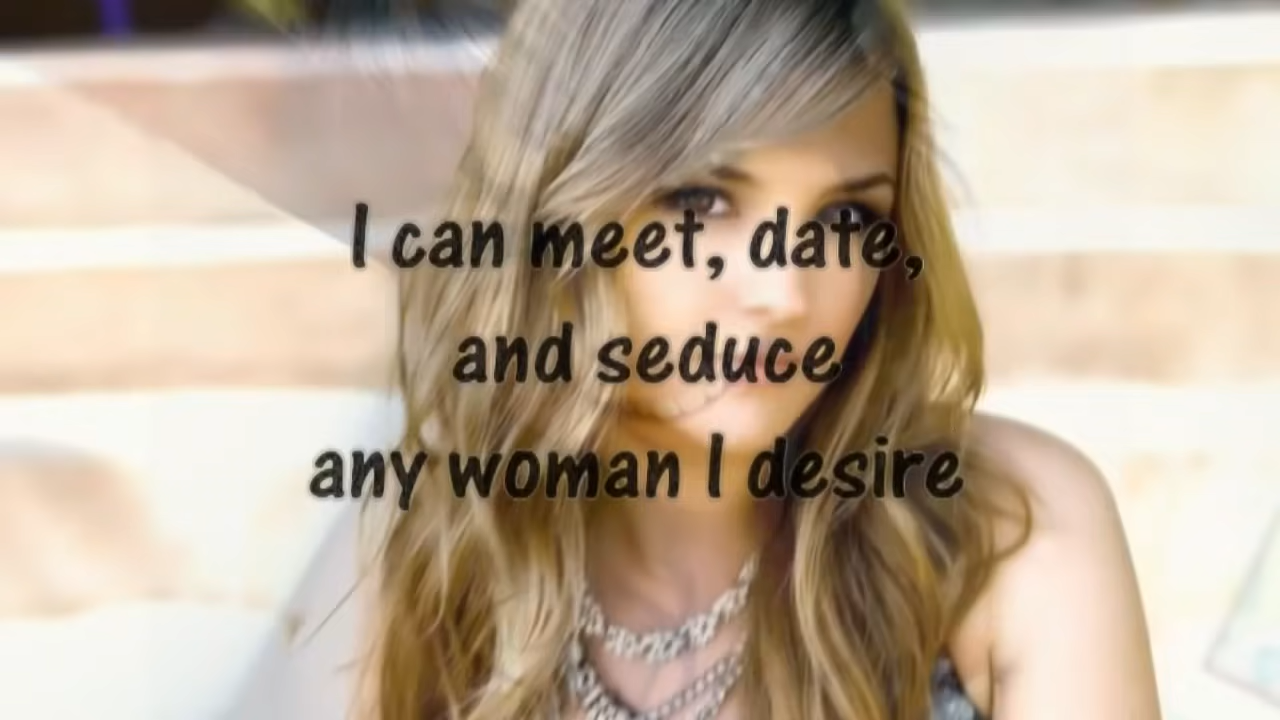 I can meet, date,
and seduce
any woman I desire